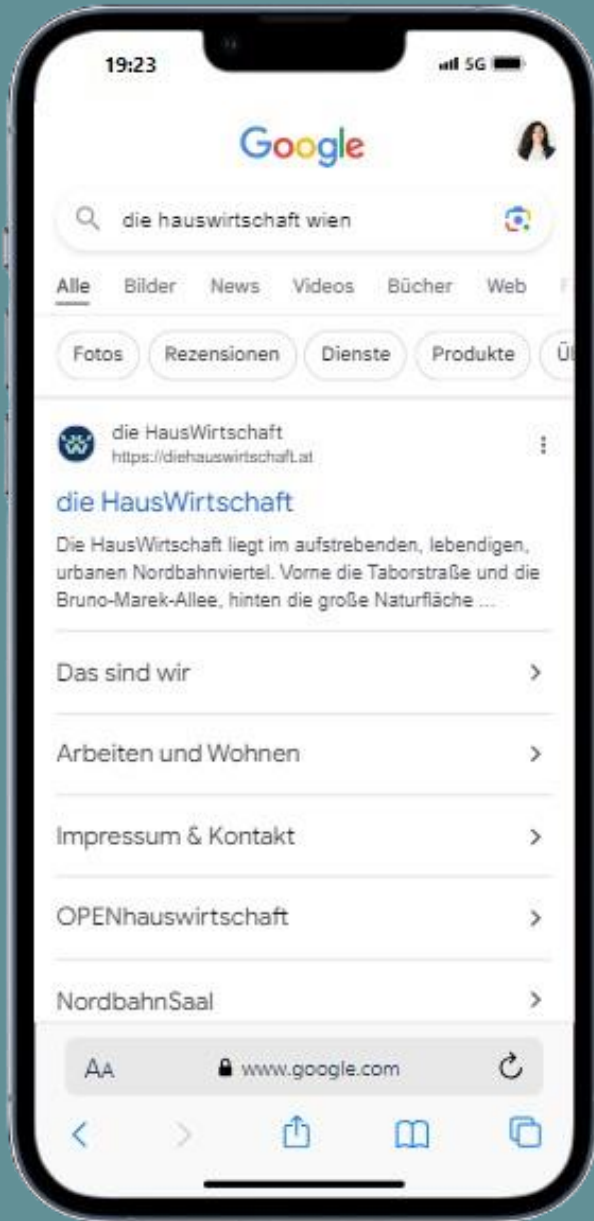 19:23
5G
Google
die hauswirtschaft wien
Alle Bilder News Videos Bücher Web
Fotos Rezensionen Dienste Produkte
die HausWirtschaft
https://diehauswirtschaft.at
die HausWirtschaft
Die HausWirtschaft liegt im aufstrebenden, lebendigen,
urbanen Nordbahnviertel. Vorne die Taborstraße und die
Bruno-Marek-Allee, hinten die große Naturfläche ...
Das sind wir
Arbeiten und Wohnen
Impressum & Kontakt
OPENhauswirtschaft
NordbahnSaal
AA www.google.com